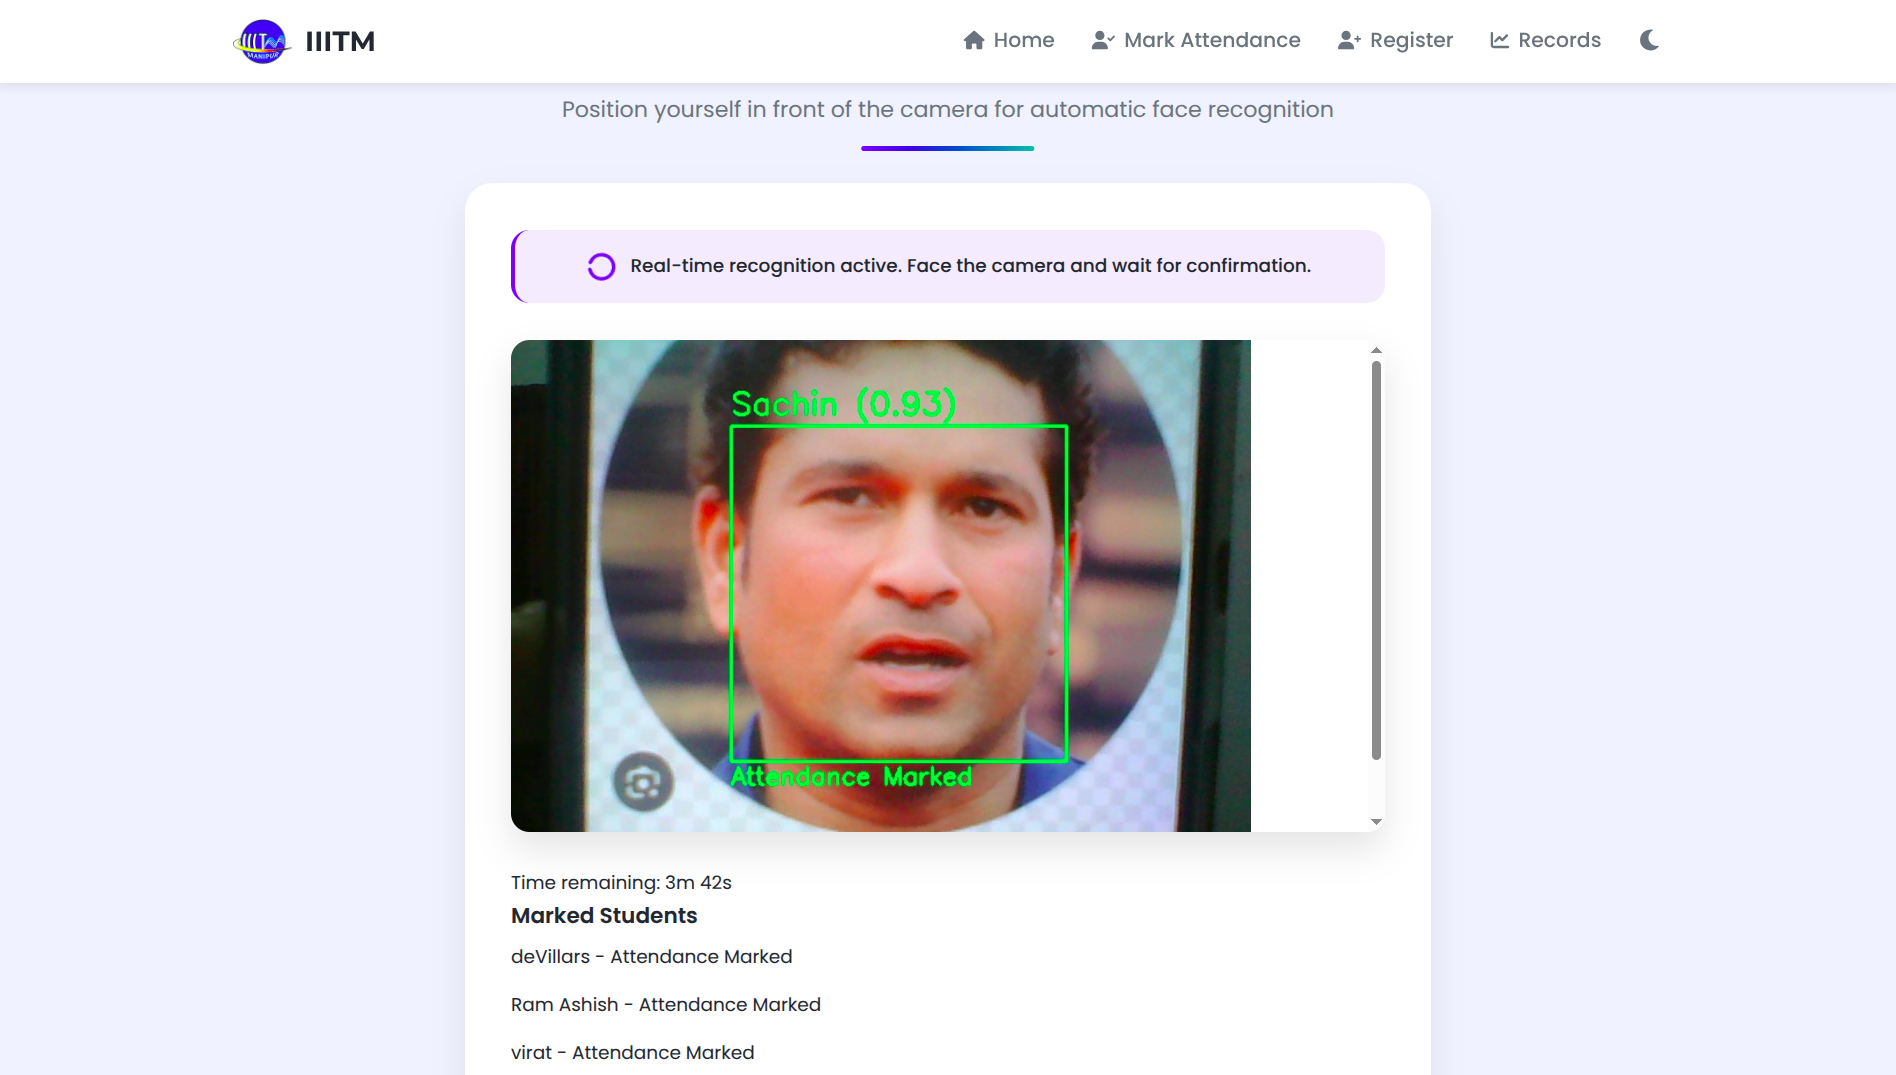 IIITM
MANIPUR
IIITM
Home
Mark Attendance
Register
Records
Position yourself in front of the camera for automatic face recognition
Real-time recognition active. Face the camera and wait for confirmation.
Sachin (0.93)
Attendance Marked
Time remaining: 3m 42s
Marked Students
deVillars - Attendance Marked
Ram Ashish - Attendance Marked
virat - Attendance Marked